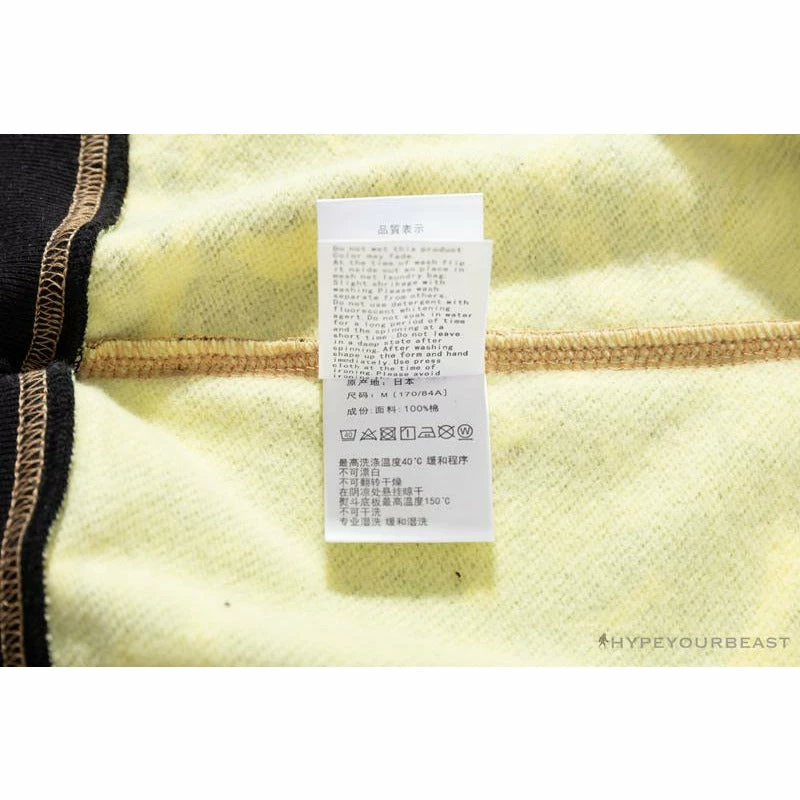 品質表示
Do not wet this product
Color may fade.
At the time of wash flip
it nside out an place in
mesh net laundry bag.
Slight shrikage with
washing Please wash
separate from others.
Do not use detergent with
fluorescent whitening
egert Do not soak in water
for a long period of time
and the spinning at a
short time. Do not leave
in a damp state after
spinning. After washing
shape up the form and hand
imediately. Use press
cloth at the time of
ironing. Please avoid
原产地: 日本
尺码: M [170/84A]
成份: 面料: 100%棉
40 W
最高洗涤温度40℃ 缓和程序
不可漂白
不可翻转干燥
在阴凉处悬挂晾干
熨斗底板最高温度150℃
不可干洗
专业湿洗 缓和湿洗
HYPEYOURBEAST